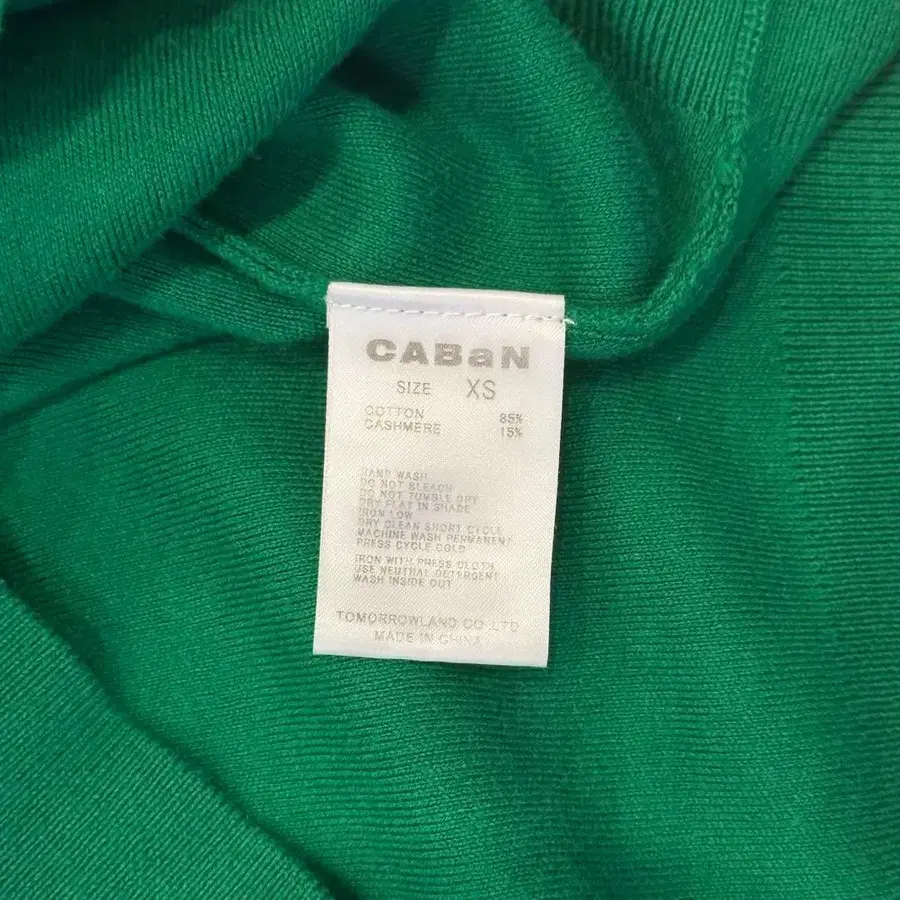 CABaN
SIZE XS
COTTON 85%
CASHMERE 15%
HAND WASH
DO NOT BLEACH
DO NOT TUMBLE DRY
DRY FLAT IN SHADE
IRON LOW
DRY CLEAN SHORT CYCLE
MACHINE WASH PERMANENT
PRESS CYCLE COLD
IRON WITH PRESS CLOTH
USE NEUTRAL DETERGENT
WASH INSIDE OUT
TOMORROWLAND CO.,LTD.
MADE IN CHINA